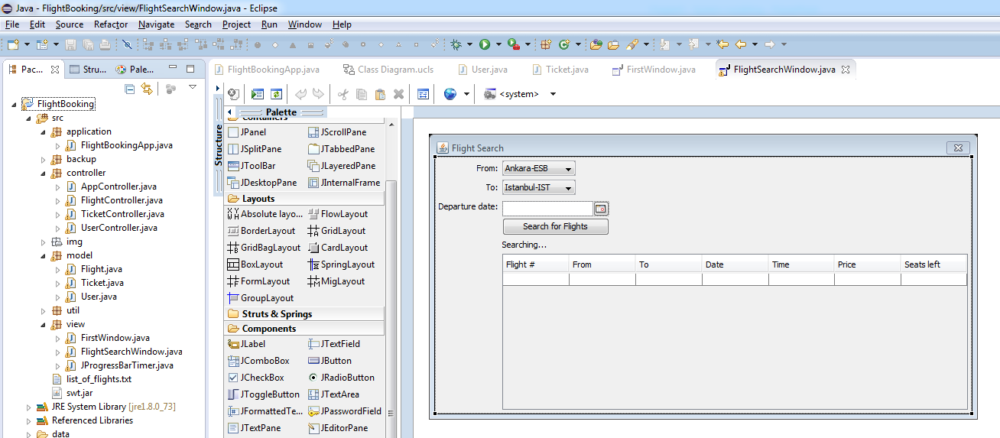 Java - FlightBooking/src/view/FlightSearchWindow.java - Eclipse
File Edit Source Refactor Navigate Search Project Run Window Help
Pac... Stru... Pale...
FlightBookingApp.java Class Diagram.ucls User.java Ticket.java FirstWindow.java FlightSearchWindow.java
<system>
FlightBooking
src
application
FlightBookingApp.java
backup
controller
AppController.java
FlightController.java
TicketController.java
UserController.java
img
model
Flight.java
Ticket.java
User.java
util
view
FirstWindow.java
FlightSearchWindow.java
JProgressBarTimer.java
list_of_flights.txt
swt.jar
JRE System Library [jre1.8.0_73]
Referenced Libraries
data
Structure
Palette
Containers
JPanel JScrollPane
JSplitPane JTabbedPane
JToolBar JLayeredPane
JDesktopPane JInternalFrame
Layouts
Absolute layo... FlowLayout
BorderLayout GridLayout
GridBagLayout CardLayout
BoxLayout SpringLayout
FormLayout MigLayout
GroupLayout
Struts & Springs
Components
JLabel JTextField
JComboBox JButton
JCheckBox JRadioButton
JToggleButton JTextArea
JFormattedTe... JPasswordField
JTextPane JEditorPane
Flight Search
From: Ankara-ESB
To: Istanbul-IST
Departure date:
Search for Flights
Searching...
Flight # From To Date Time Price Seats left